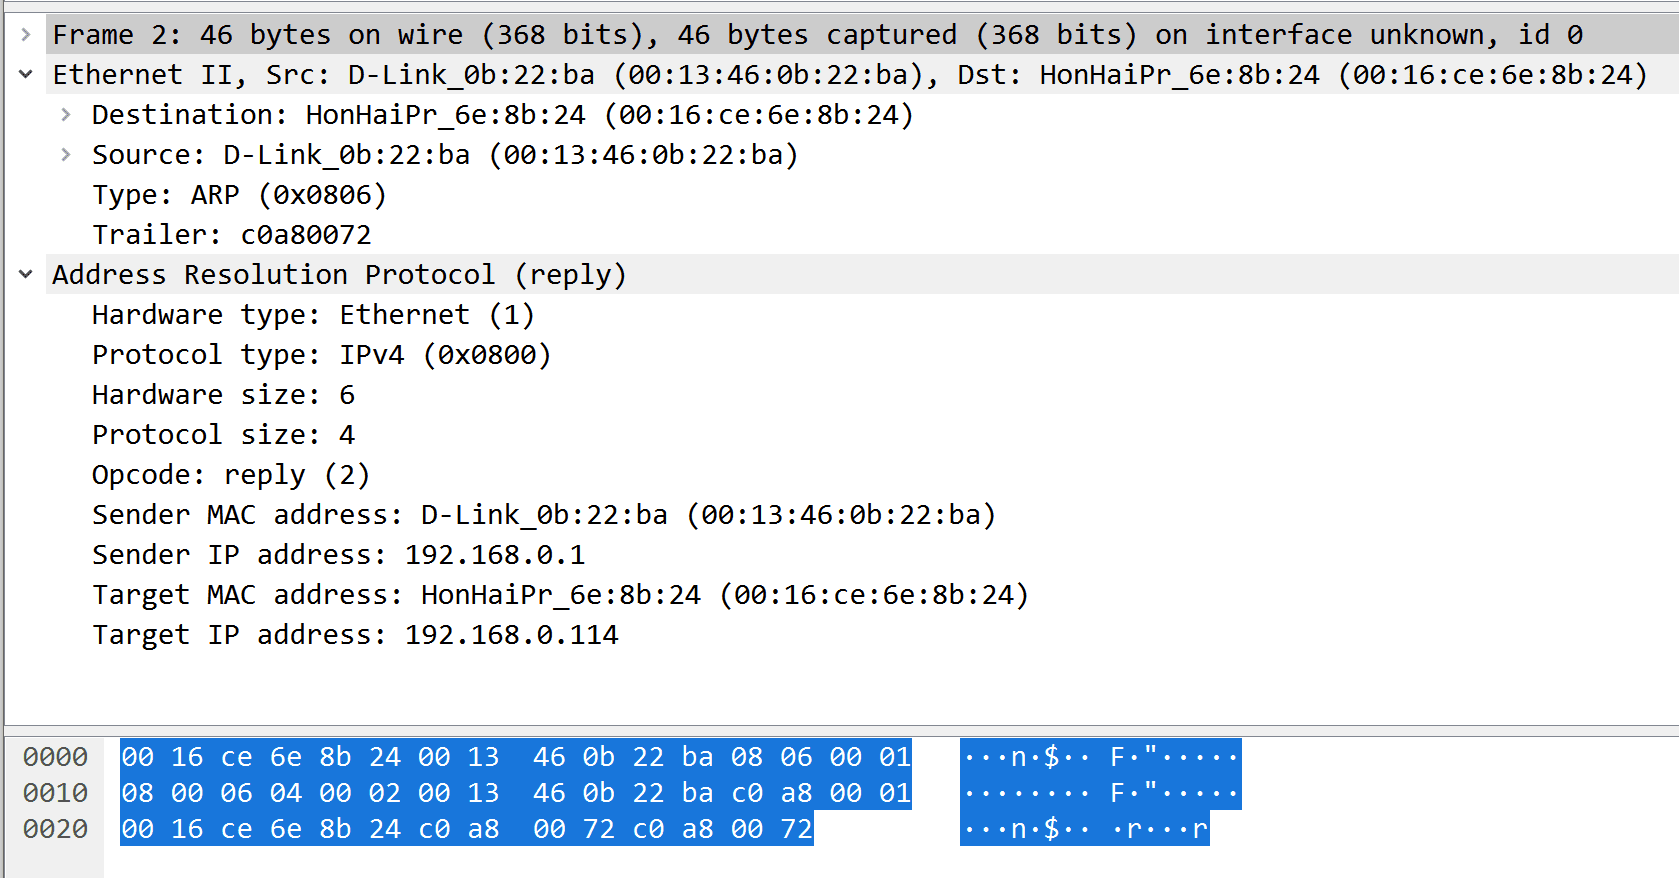 Frame 2: 46 bytes on wire (368 bits), 46 bytes captured (368 bits) on interface unknown, id 0
Ethernet II, Src: D-Link_0b:22:ba (00:13:46:0b:22:ba), Dst: HonHaiPr_6e:8b:24 (00:16:ce:6e:8b:24)
Destination: HonHaiPr_6e:8b:24 (00:16:ce:6e:8b:24)
Source: D-Link_0b:22:ba (00:13:46:0b:22:ba)
Type: ARP (0x0806)
Trailer: c0a80072
Address Resolution Protocol (reply)
Hardware type: Ethernet (1)
Protocol type: IPv4 (0x0800)
Hardware size: 6
Protocol size: 4
Opcode: reply (2)
Sender MAC address: D-Link_0b:22:ba (00:13:46:0b:22:ba)
Sender IP address: 192.168.0.1
Target MAC address: HonHaiPr_6e:8b:24 (00:16:ce:6e:8b:24)
Target IP address: 192.168.0.114
0000 00 16 ce 6e 8b 24 00 13 46 0b 22 ba 08 06 00 01 ···n·$·· F·"·····
0010 08 00 06 04 00 02 00 13 46 0b 22 ba c0 a8 00 01 ········ F·"·····
0020 00 16 ce 6e 8b 24 c0 a8 00 72 c0 a8 00 72 ···n·$·· ·r···r